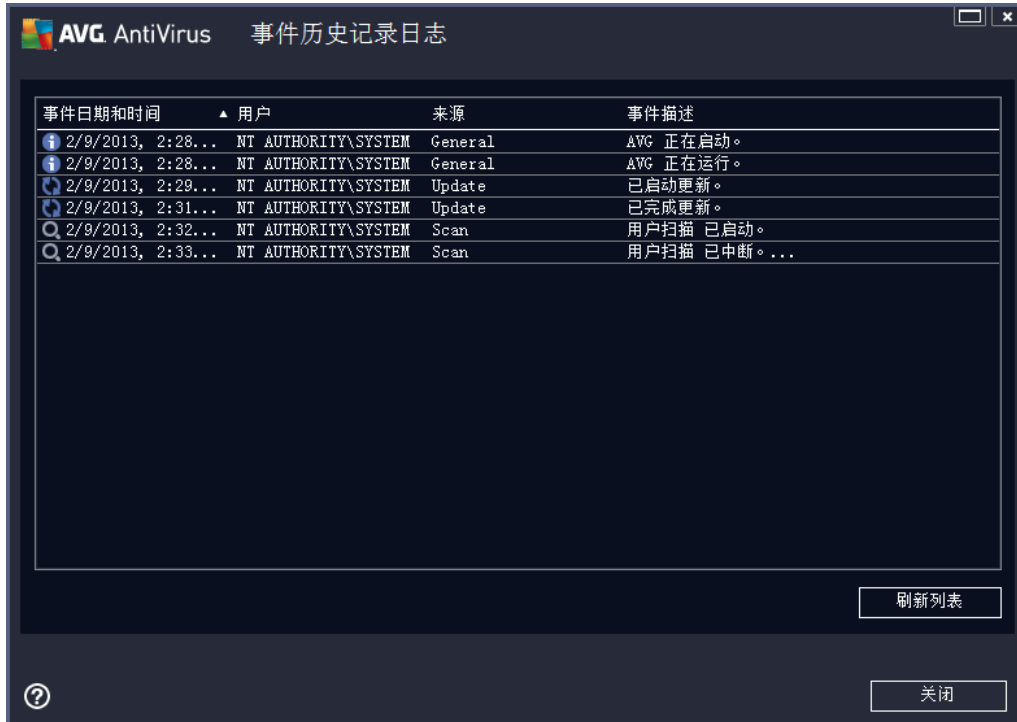 AVG AntiVirus 事件历史记录日志
事件日期和时间 用户 来源 事件描述
2/9/2013, 2:28... NT AUTHORITY\SYSTEM General AVG 正在启动。
2/9/2013, 2:28... NT AUTHORITY\SYSTEM General AVG 正在运行。
2/9/2013, 2:29... NT AUTHORITY\SYSTEM Update 已启动更新。
2/9/2013, 2:31... NT AUTHORITY\SYSTEM Update 已完成更新。
2/9/2013, 2:32... NT AUTHORITY\SYSTEM Scan 用户扫描 已启动。
2/9/2013, 2:33... NT AUTHORITY\SYSTEM Scan 用户扫描 已中断。...
刷新列表
关闭